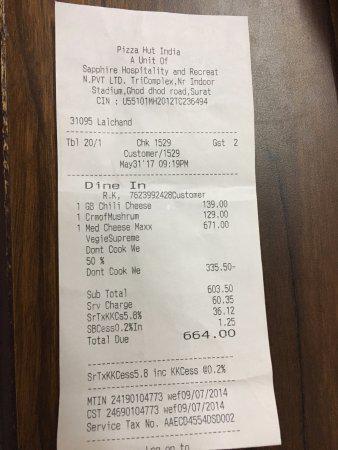 Pizza Hut India
A Unit Of
Sapphire Hospitality and Recreat
N.PVT LTD. TriComplex,Nr Indoor
Stadium,Ghod dhod road,Surat
CIN : U55101MH2012TC236494
31095 Lalchand
Tbl 20/1 Chk 1529 Gst 2
Customer/1529
May31'17 09:19PM
Dine In
R.K, 7623992428Customer
1 GB Chili Cheese 139.00
1 CrmofMushrum 129.00
1 Med Cheese Maxx 671.00
VegieSupreme
Dont Cook We
50 %
Dont Cook We 335.50-
Sub Total 603.50
Srv Charge 60.35
SrTxKKCs5.8% 36.12
SBCess0.2%In 1.25
Total Due 664.00
SrTxKKCess5.8 inc KKCess @0.2%
MTIN 24190104773 wef09/07/2014
CST 24690104773 wef09/07/2014
Service Tax No. AAECD4554DSD002
Log on to